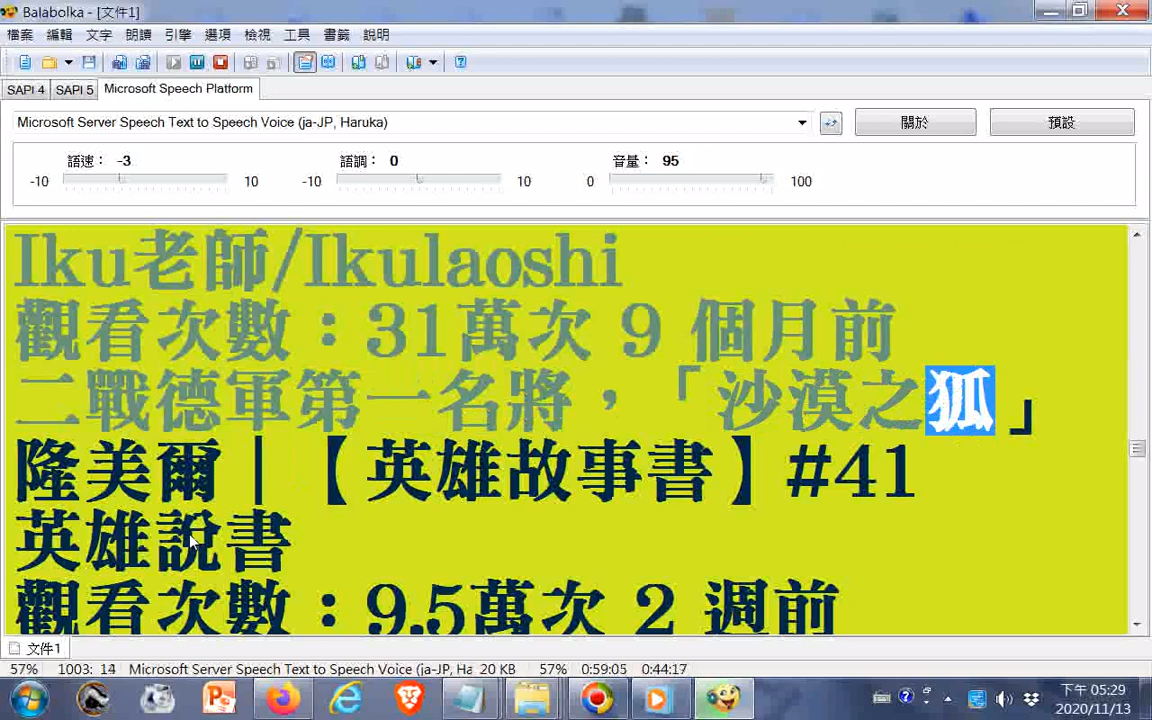 Balabolka - [文件1]
檔案 編輯 文字 朗讀 引擎 選項 檢視 工具 書籤 說明
SAPI 4 SAPI 5 Microsoft Speech Platform
Microsoft Server Speech Text to Speech Voice (ja-JP, Haruka) 關於 預設
語速： -3 語調： 0 音量： 95
-10 10 -10 10 0 100
Iku老師/Ikulaoshi
觀看次數：31萬次 9 個月前
二戰德軍第一名將，「沙漠之狐」
隆美爾｜【英雄故事書】#41
英雄說書
觀看次數：9.5萬次 2 週前
文件1
57% 1003: 14 Microsoft Server Speech Text to Speech Voice (ja-JP, Ha 20 KB 57% 0:59:05 0:44:17
下午 05:29
2020/11/13